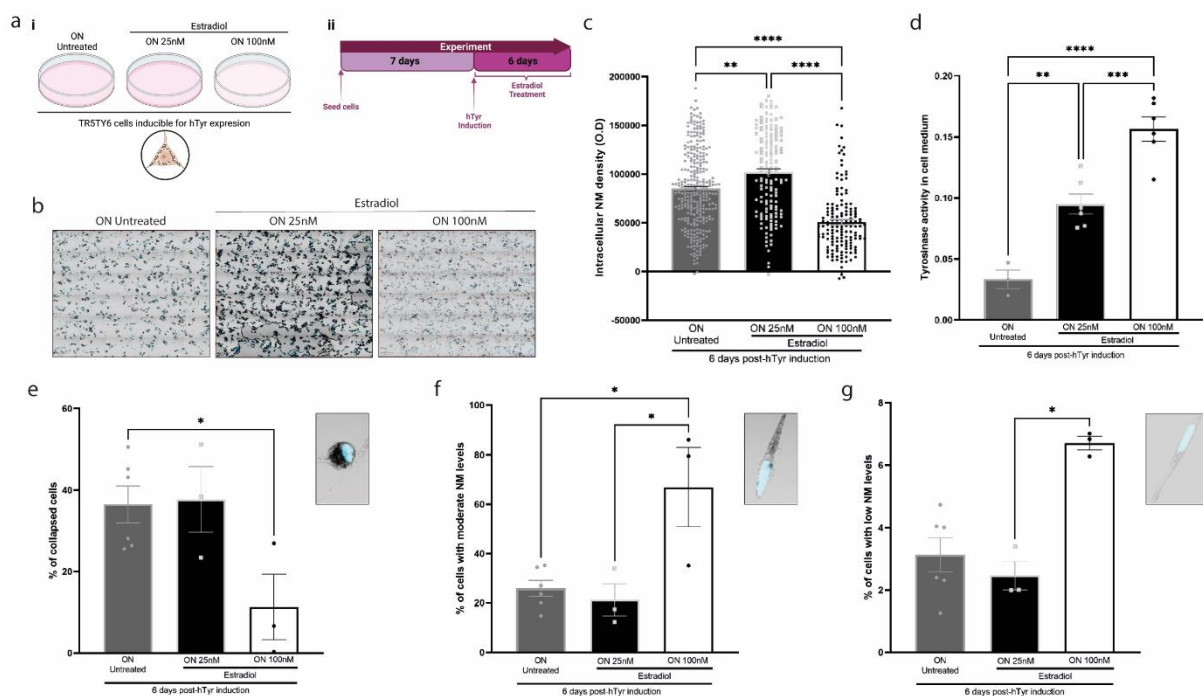 a
i
ON
Untreated
Estradiol
ON 25nM
ON 100nM
TR5TY6 cells inducible for hTyr expresion
ii
Experiment
7 days
6 days
Seed cells
hTyr
Induction
Estradiol
Treatment
b
Estradiol
ON Untreated
ON 25nM
ON 100nM
c
Intracellular NM density (O.D)
200000
150000
100000
50000
0
-50000
****
**
****
ON
Untreated
ON 25nM
ON 100nM
Estradiol
6 days post-hTyr induction
d
Tyrosinase activity in cell medium
0.20
0.15
0.10
0.05
0.00
****
**
***
ON
Untreated
ON 25nM
ON 100nM
Estradiol
6 days post-hTyr induction
e
% of collapsed cells
60
40
20
0
*
ON
Untreated
ON 25nM
ON 100nM
Estradiol
6 days post-hTyr induction
f
% of cells with moderate NM levels
100
80
60
40
20
0
*
*
ON
Untreated
ON 25nM
ON 100nM
Estradiol
6 days post-hTyr induction
g
% of cells with low NM levels
8
6
4
2
0
*
ON
Untreated
ON 25nM
ON 100nM
Estradiol
6 days post-hTyr induction